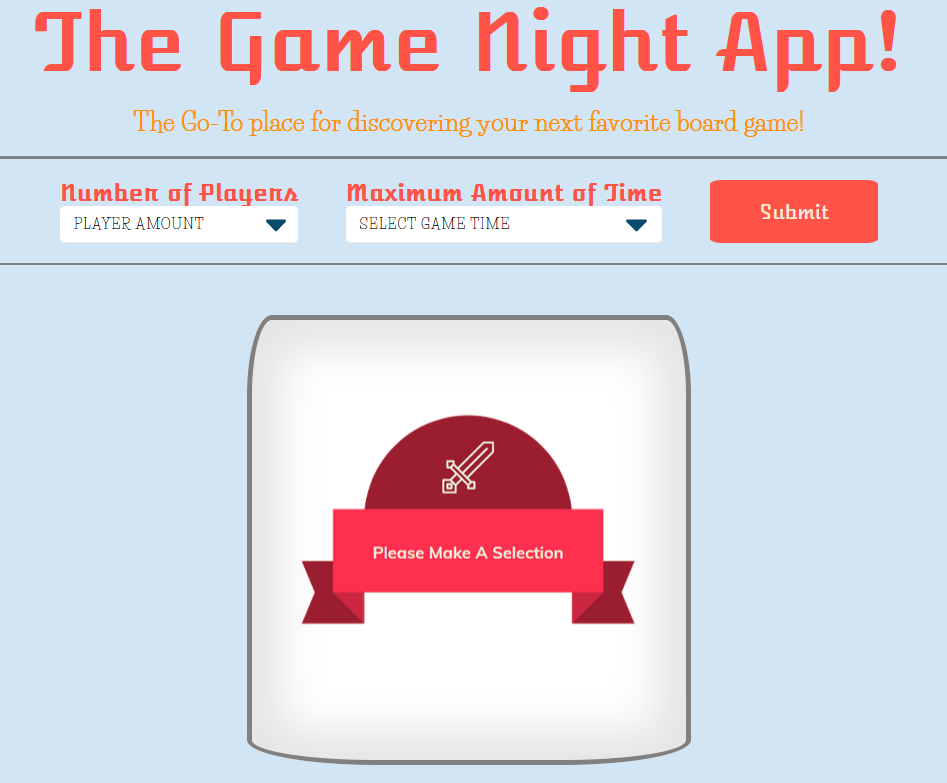 The Game Night App!
The Go-To place for discovering your next favorite board game!
Number of Players
PLAYER AMOUNT
Maximum Amount of Time
SELECT GAME TIME
Submit
Please Make A Selection